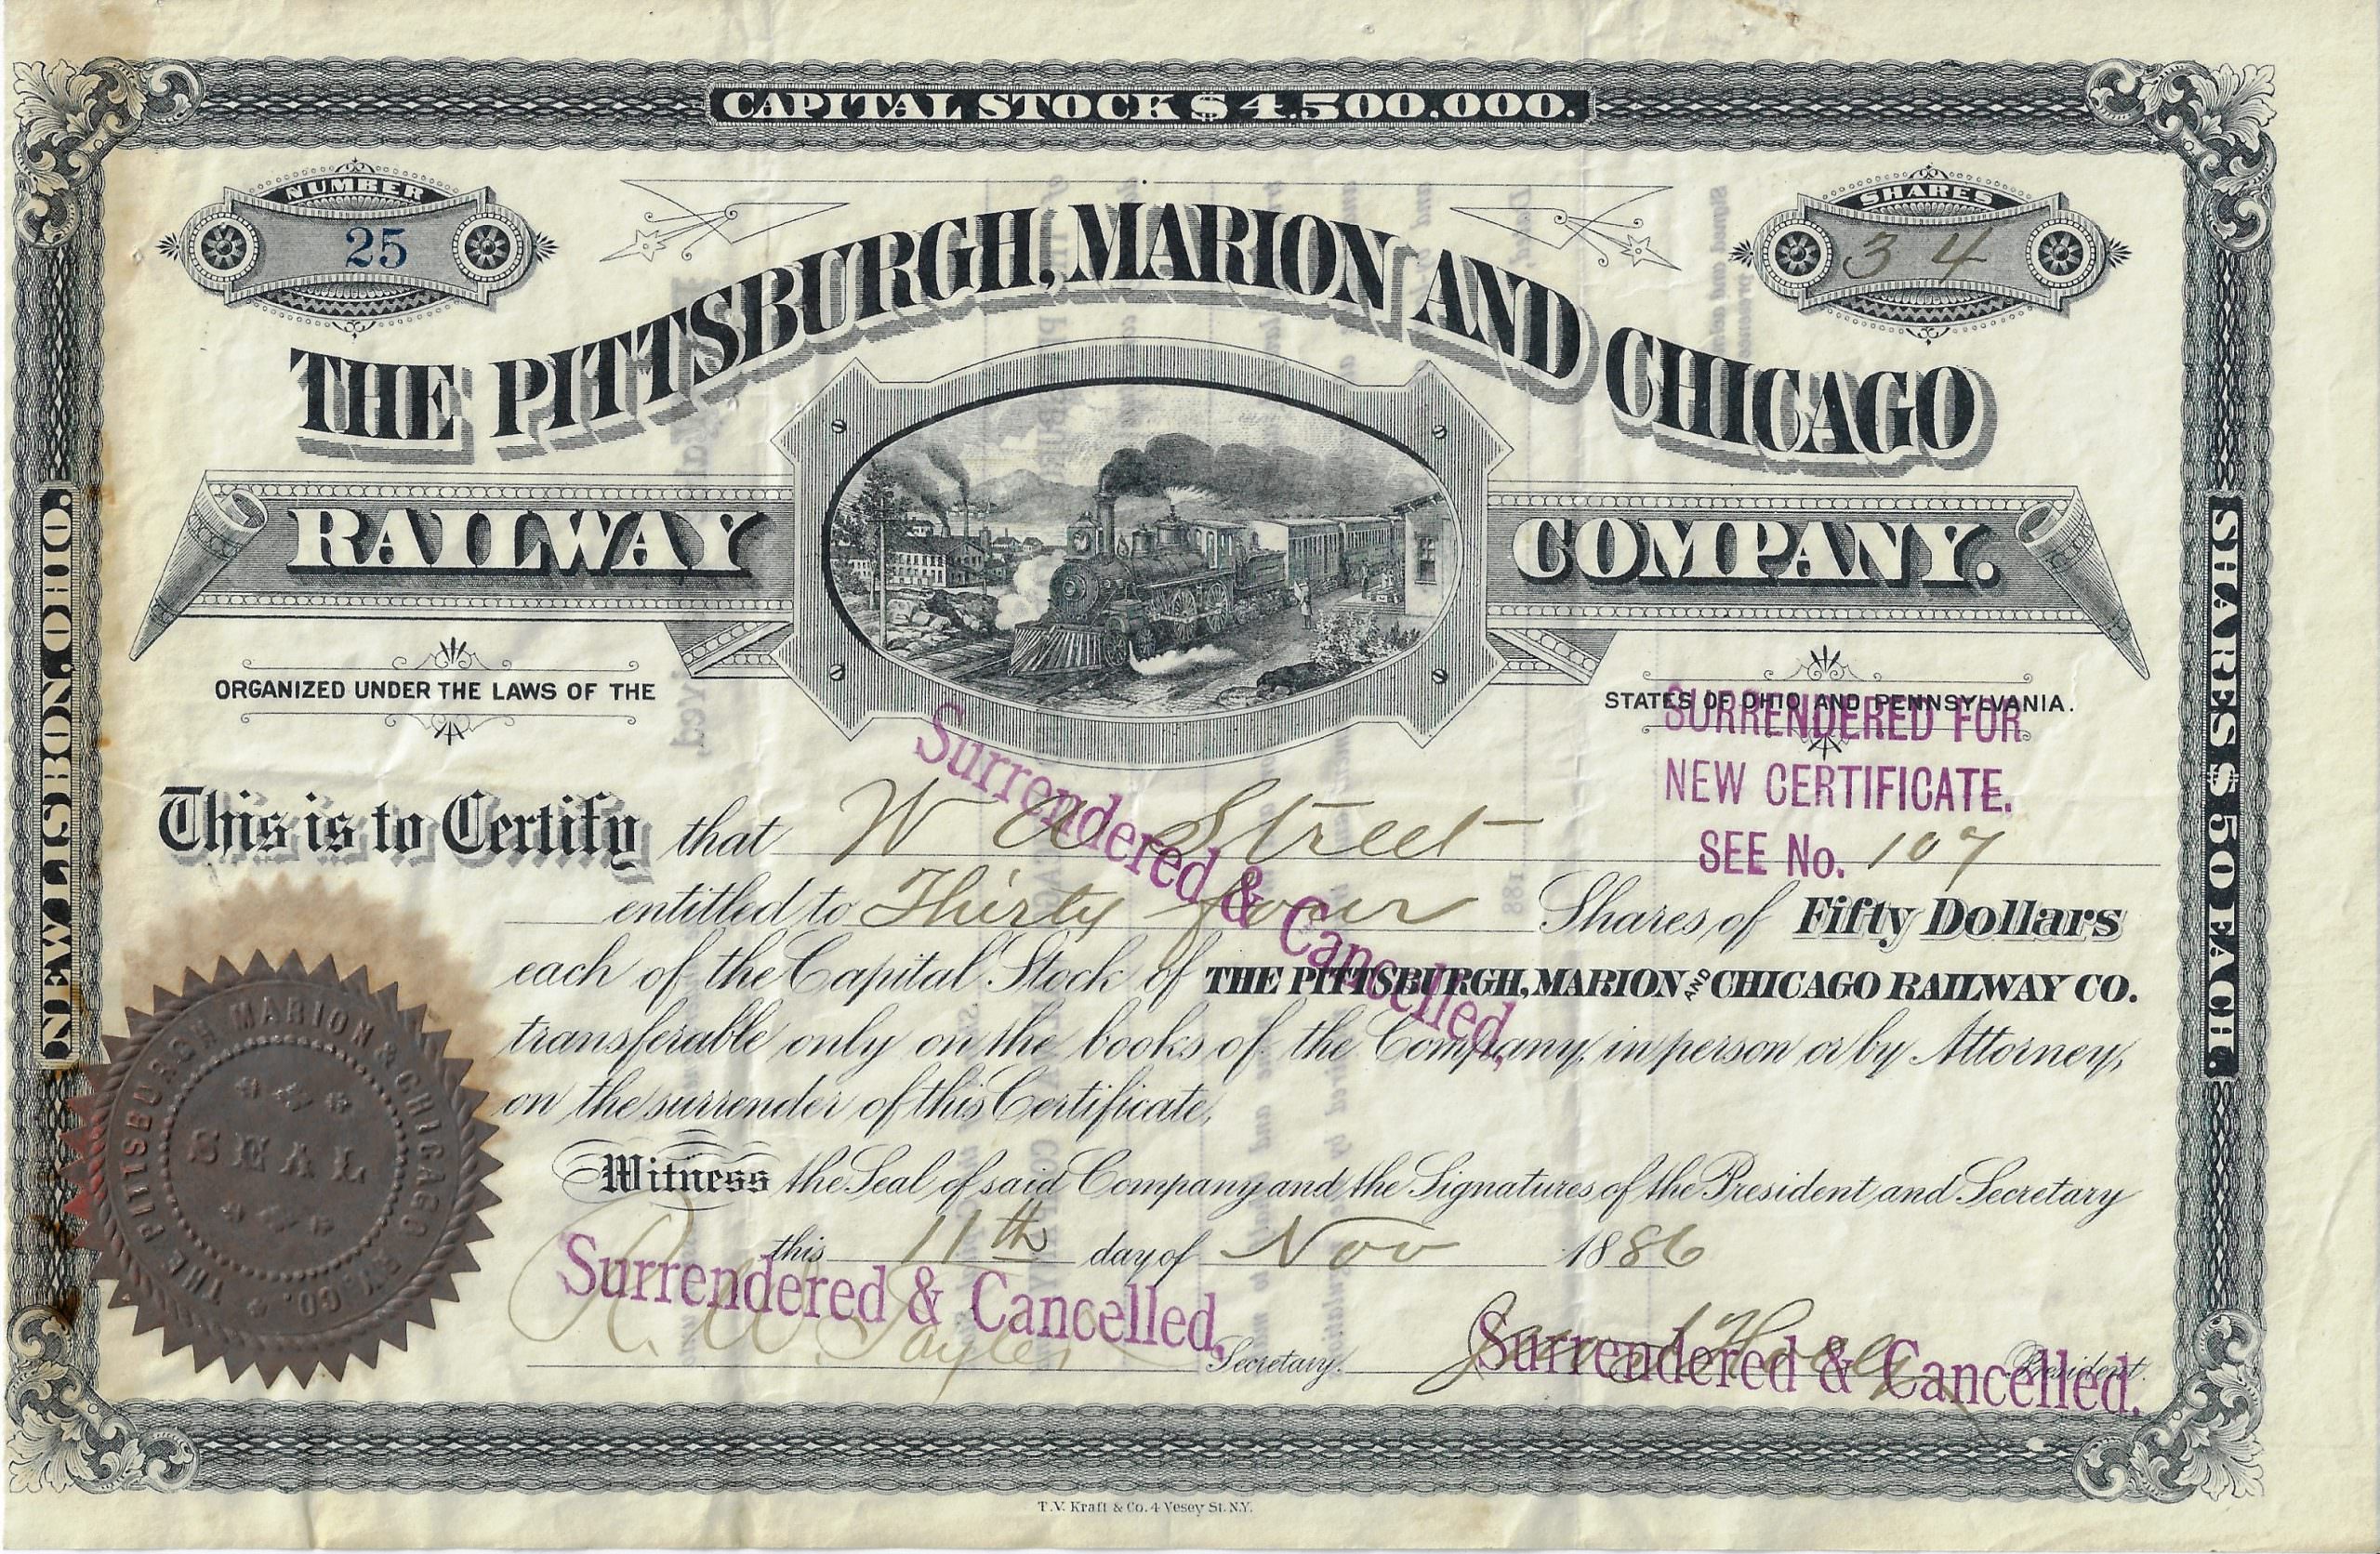 CAPITAL STOCK $4,500,000.
NUMBER
25
SHARES
34
THE PITTSBURGH, MARION AND CHICAGO
RAILWAY COMPANY.
NEW LISBON, OHIO.
SHARES $50 EACH.
ORGANIZED UNDER THE LAWS OF THE STATES OF OHIO AND PENNSYLVANIA.
SURRENDERED FOR
NEW CERTIFICATE.
SEE No. 107
This is to Certify that W A Street
entitled to Thirty four Shares of Fifty Dollars
each of the Capital Stock of THE PITTSBURGH, MARION AND CHICAGO RAILWAY CO.
transferable only on the books of the Company, in person or by Attorney,
on the surrender of this Certificate.
Surrendered & Cancelled,
Witness the Seal of said Company and the Signatures of the President and Secretary
this 11th day of Nov 1886
THE PITTSBURGH MARION & CHICAGO RY. CO.
SEAL
Surrendered & Cancelled,
R. W. Tayler Secretary.
Surrendered & Cancelled,
President.
T.V. Kraft & Co. 4 Vesey St. N.Y.